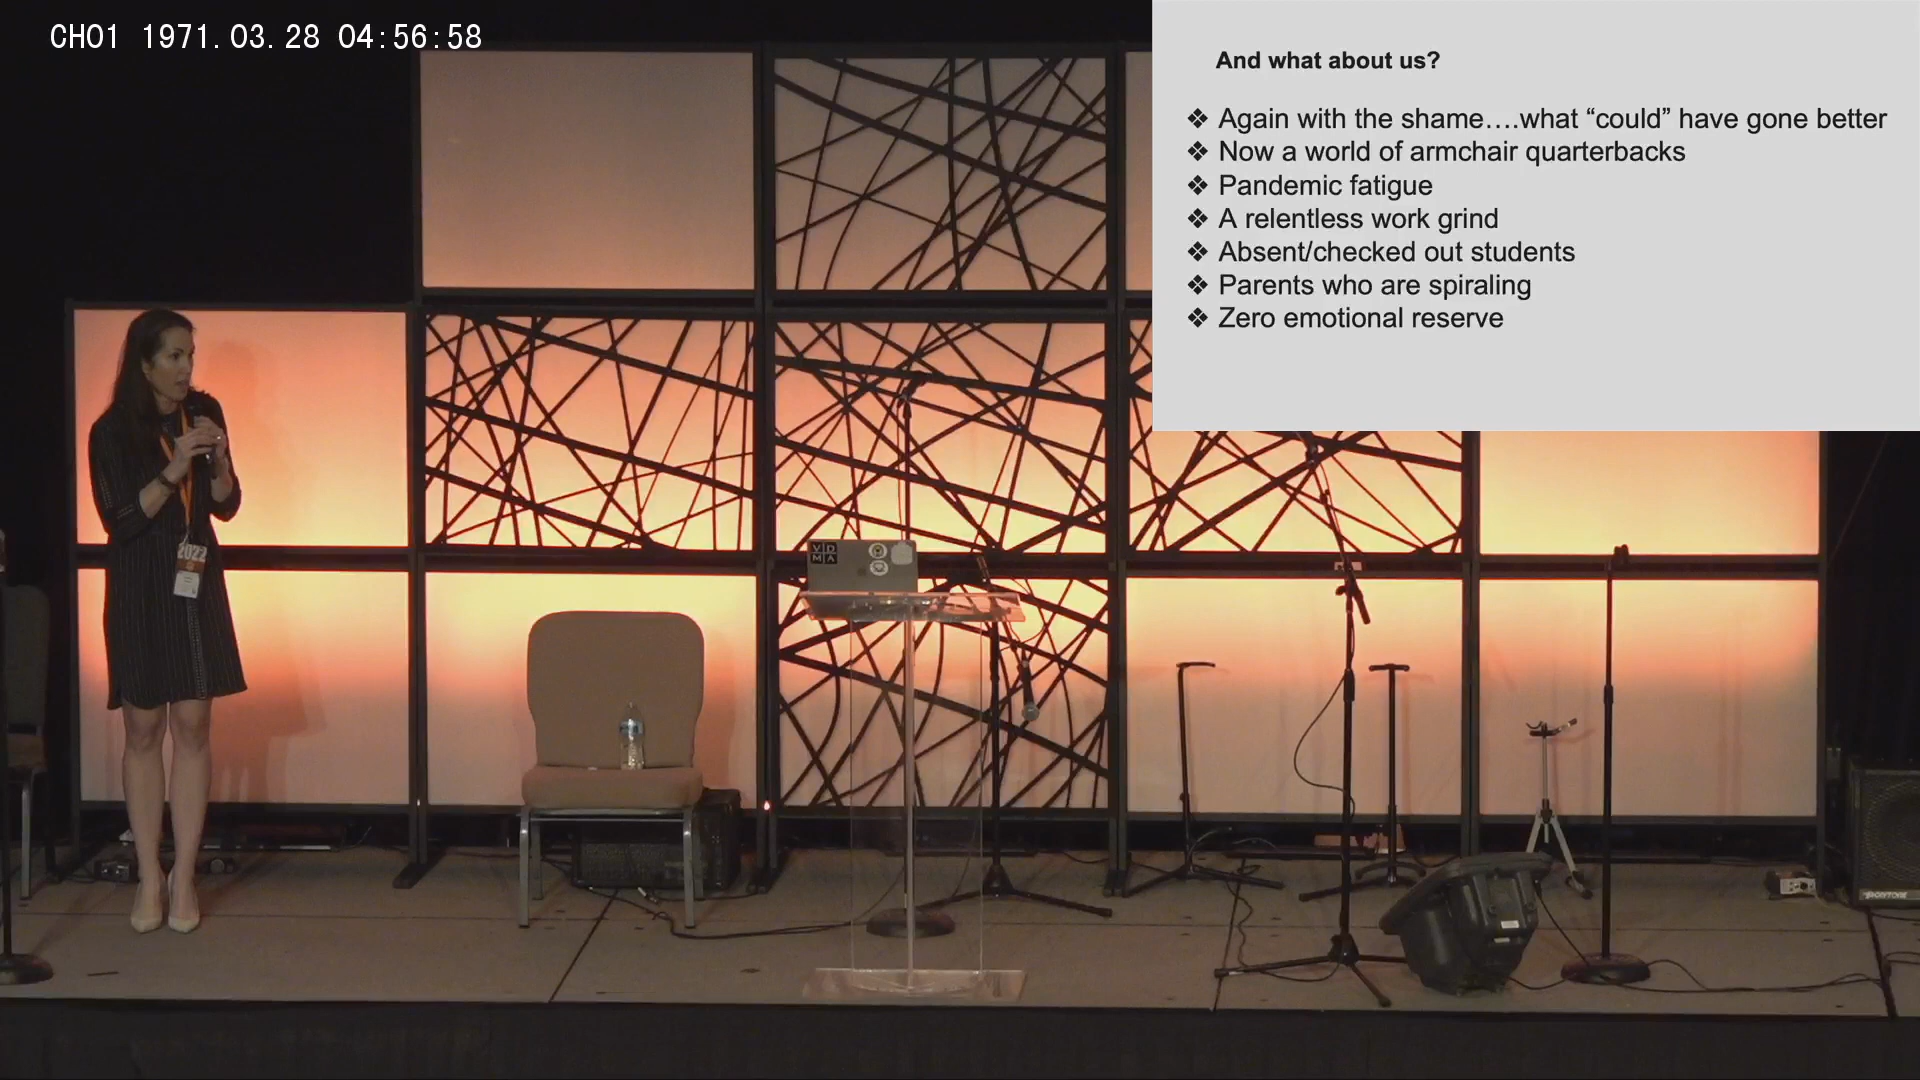 CH01 1971.03.28 04:56:58
And what about us?
❖ Again with the shame….what “could” have gone better
❖ Now a world of armchair quarterbacks
❖ Pandemic fatigue
❖ A relentless work grind
❖ Absent/checked out students
❖ Parents who are spiraling
❖ Zero emotional reserve
VD
MA
2022